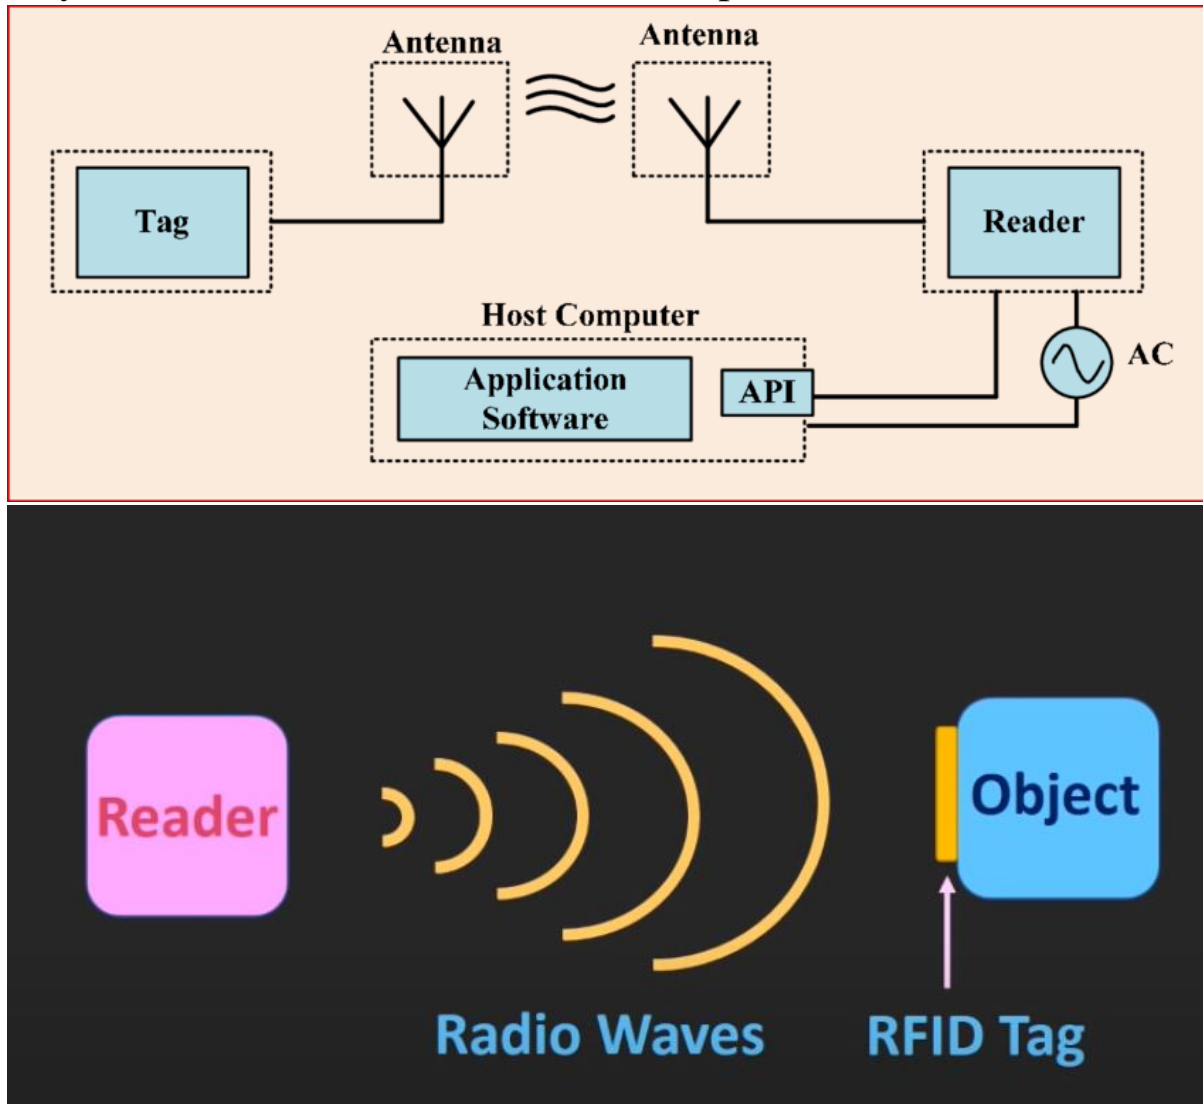 Antenna
Antenna
Tag
Reader
Host Computer
AC
Application
Software
API
Reader
Object
Radio Waves
RFID Tag